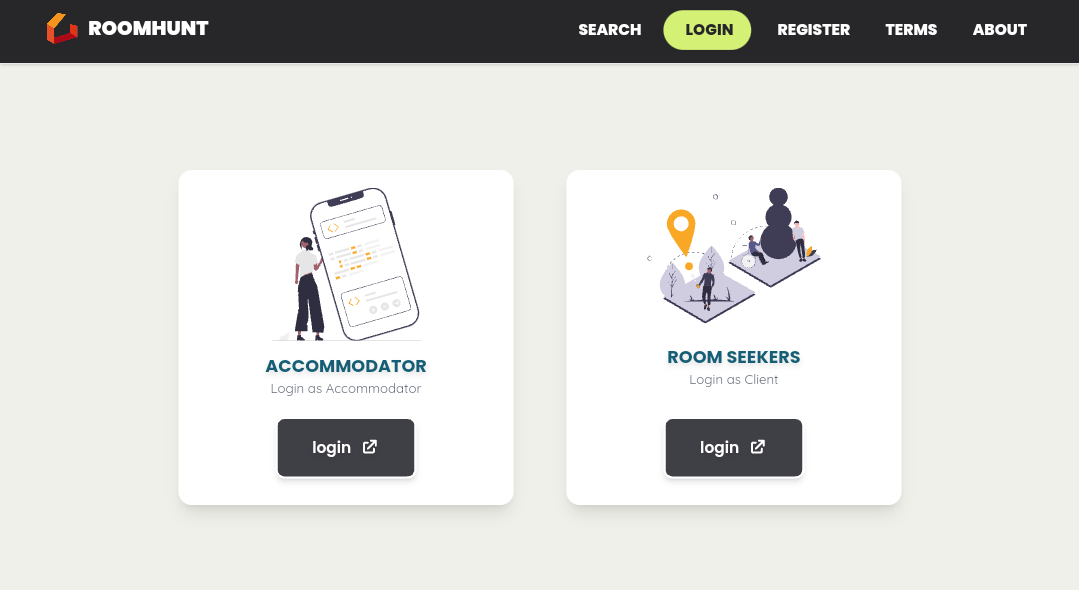 ROOMHUNT
SEARCH LOGIN REGISTER TERMS ABOUT
ACCOMMODATOR
Login as Accommodator
login
ROOM SEEKERS
Login as Client
login